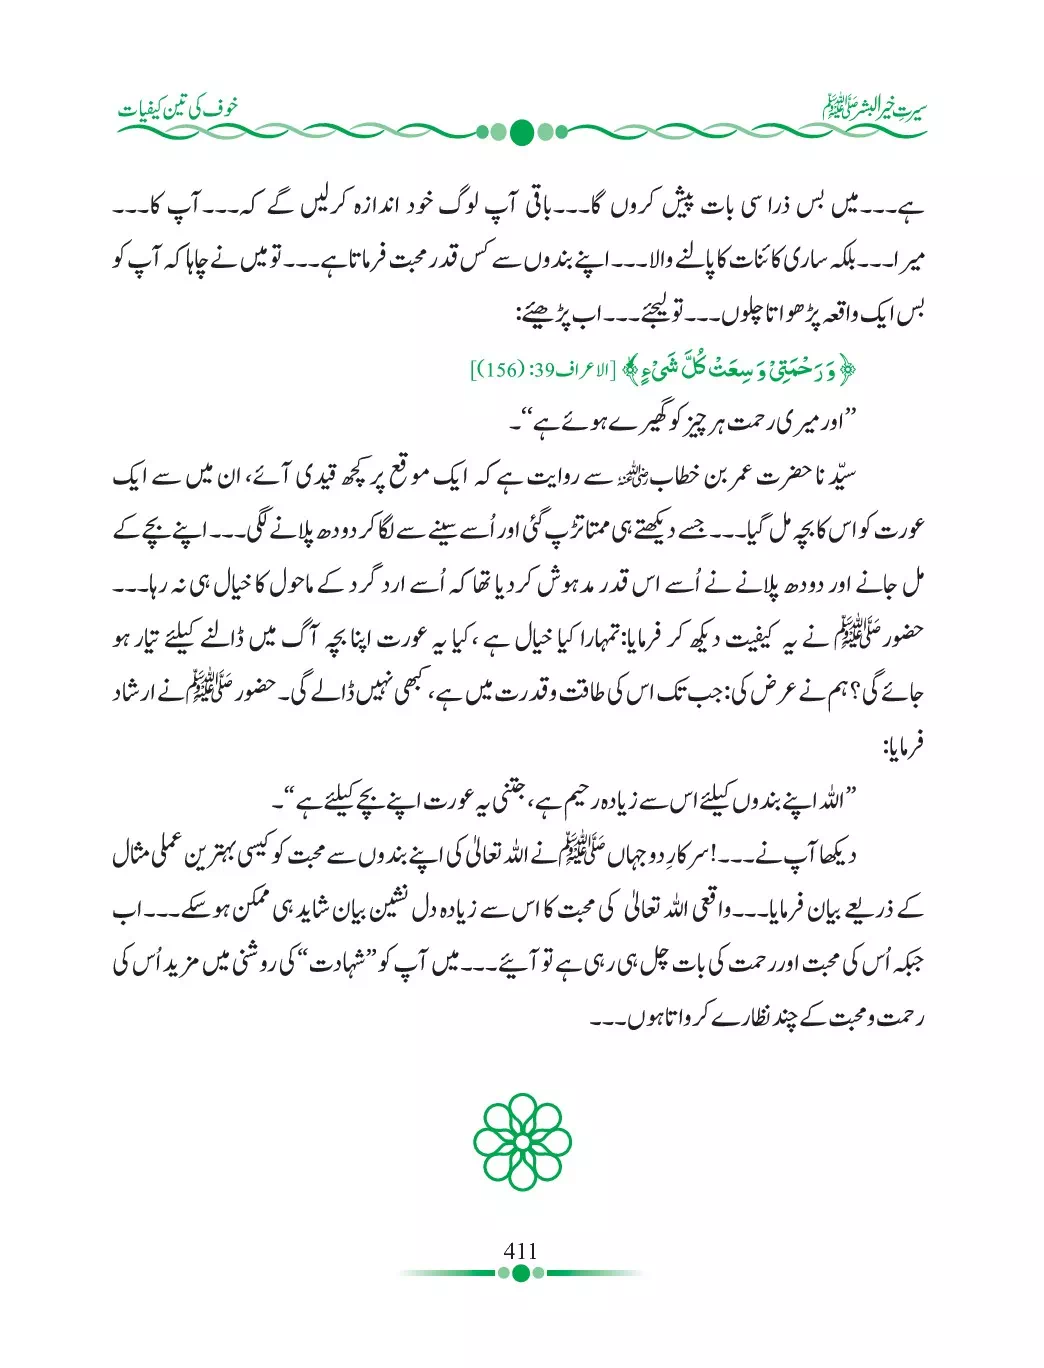 سیرتِ خیر البشر ﷺ
خوف کی تین کیفیات
ہے۔۔۔میں بس ذرا سی بات پیش کروں گا۔۔۔باقی آپ لوگ خود اندازہ کرلیں گے کہ۔۔۔آپ کا۔۔۔
میرا۔۔۔بلکہ ساری کائنات کا پالنے والا۔۔۔اپنے بندوں سے کس قدر محبت فرماتا ہے۔۔۔تو میں نے چاہا کہ آپ کو
بس ایک واقعہ پڑھواتا چلوں۔۔۔تو لیجئے۔۔۔اب پڑھیئے:
﴿وَ رَحْمَتِیْ وَ سِعَتْ كُلَّ شَیْءٍ﴾ [الاعراف39: (156)]
”اور میری رحمت ہر چیز کو گھیرے ہوئے ہے“۔
سیّدنا حضرت عمر بن خطاب رضی اللہ عنہ سے روایت ہے کہ ایک موقع پر کچھ قیدی آئے، ان میں سے ایک
عورت کو اس کا بچہ مل گیا۔۔۔جسے دیکھتے ہی ممتا تڑپ گئی اور اُسے سینے سے لگا کر دودھ پلانے لگی۔۔۔اپنے بچے کے
مل جانے اور دودھ پلانے نے اُسے اس قدر مدہوش کردیا تھا کہ اُسے ارد گرد کے ماحول کا خیال ہی نہ رہا۔۔۔
حضور ﷺ نے یہ کیفیت دیکھ کر فرمایا: تمہارا کیا خیال ہے، کیا یہ عورت اپنا بچہ آگ میں ڈالنے کیلئے تیار ہو
جائے گی؟ ہم نے عرض کی: جب تک اس کی طاقت و قدرت میں ہے، کبھی نہیں ڈالے گی۔ حضور ﷺ نے ارشاد
فرمایا:
”اللہ اپنے بندوں کیلئے اس سے زیادہ رحیم ہے، جتنی یہ عورت اپنے بچے کیلئے ہے“۔
دیکھا آپ نے۔۔۔! سرکارِ دو جہاں ﷺ نے اللہ تعالیٰ کی اپنے بندوں سے محبت کو کیسی بہترین عملی مثال
کے ذریعے بیان فرمایا۔۔۔واقعی اللہ تعالیٰ کی محبت کا اس سے زیادہ دل نشین بیان شاید ہی ممکن ہوسکے۔۔۔اب
جبکہ اُس کی محبت اور رحمت کی بات چل ہی رہی ہے تو آیئے۔۔۔میں آپ کو ”شہادت“ کی روشنی میں مزید اُس کی
رحمت و محبت کے چند نظارے کرواتا ہوں۔۔۔
411